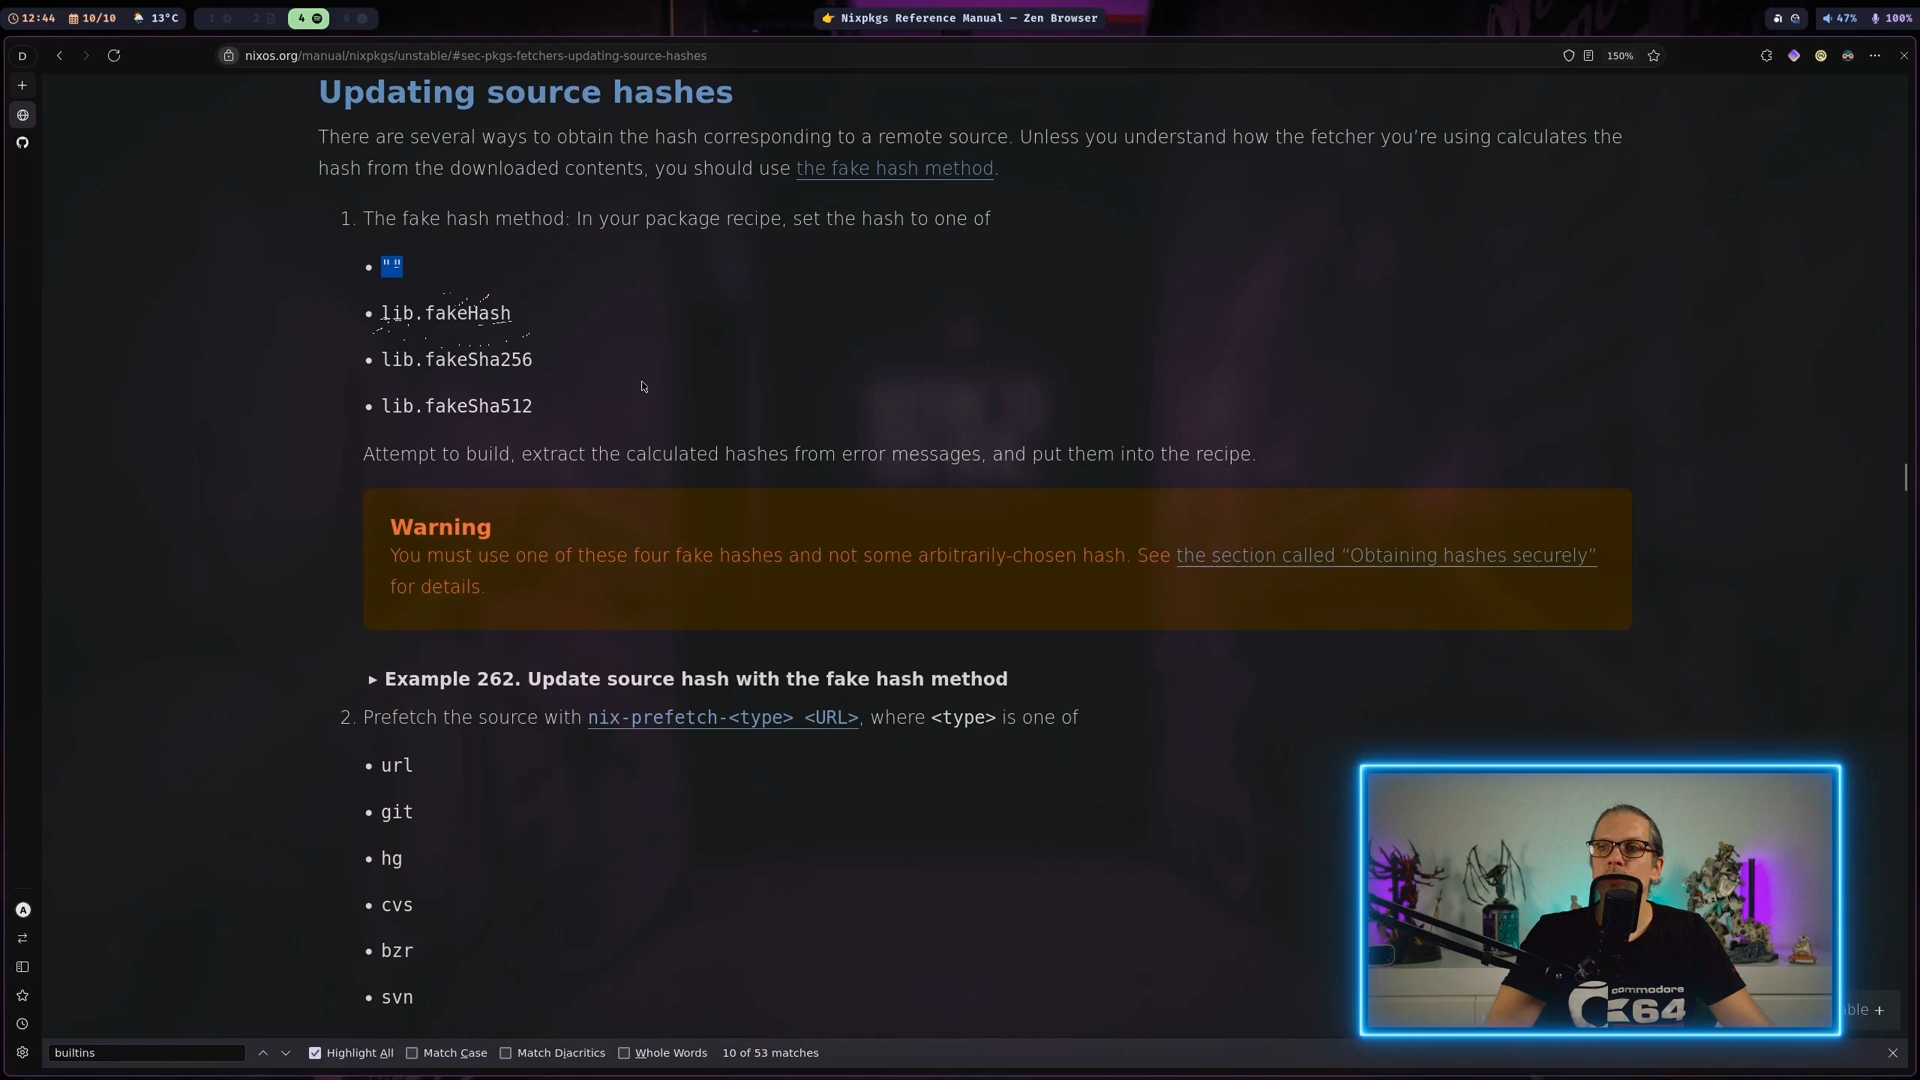 12:44 10/10 13°C 1 2 4 6 👉 Nixpkgs Reference Manual — Zen Browser 47% 100%
D nixos.org/manual/nixpkgs/unstable/#sec-pkgs-fetchers-updating-source-hashes 150%
Updating source hashes
There are several ways to obtain the hash corresponding to a remote source. Unless you understand how the fetcher you’re using calculates the
hash from the downloaded contents, you should use the fake hash method.
1. The fake hash method: In your package recipe, set the hash to one of
• ""
• lib.fakeHash
• lib.fakeSha256
• lib.fakeSha512
Attempt to build, extract the calculated hashes from error messages, and put them into the recipe.
Warning
You must use one of these four fake hashes and not some arbitrarily-chosen hash. See the section called “Obtaining hashes securely”
for details.
▸ Example 262. Update source hash with the fake hash method
2. Prefetch the source with nix-prefetch-<type> <URL>, where <type> is one of
• url
• git
• hg
• cvs
• bzr
• svn
A
commodore
C64
able +
builtins Highlight All Match Case Match Diacritics Whole Words 10 of 53 matches